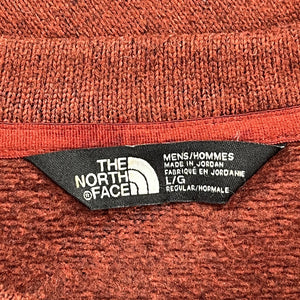 THE
NORTH
®FACE
MENS/HOMMES
MADE IN JORDAN
FABRIQUÉ EN JORDANIE
L/G
REGULAR/NORMALE